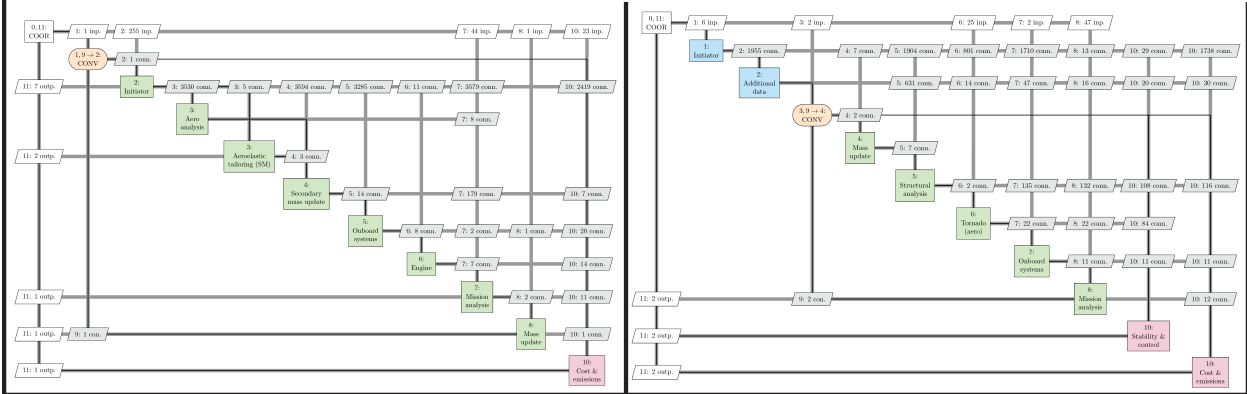 0, 11:
COOR
1: 1 inp.
2: 255 inp.
7: 44 inp.
8: 1 inp.
10: 23 inp.
1, 9 → 2:
CONV
2: 1 conn.
11: 7 outp.
2:
Initiator
3: 3530 conn.
3: 5 conn.
4: 3594 conn.
5: 3285 conn.
6: 11 conn.
7: 3579 conn.
10: 2419 conn.
3:
Aero
analysis
7: 8 conn.
11: 2 outp.
3:
Aeroelastic
tailoring (SM)
4: 3 conn.
4:
Secondary
mass update
5: 14 conn.
7: 179 conn.
10: 7 conn.
5:
Onboard
systems
6: 8 conn.
7: 2 conn.
8: 1 conn.
10: 20 conn.
6:
Engine
7: 7 conn.
10: 14 conn.
11: 1 outp.
7:
Mission
analysis
8: 2 conn.
10: 11 conn.
11: 1 outp.
9: 1 con.
8:
Mass
update
10: 1 conn.
11: 1 outp.
10:
Cost &
emissions
0, 11:
COOR
1: 6 inp.
3: 2 inp.
6: 25 inp.
7: 2 inp.
8: 47 inp.
1:
Initiator
2: 1955 conn.
4: 7 conn.
5: 1904 conn.
6: 801 conn.
7: 1710 conn.
8: 13 conn.
10: 29 conn.
10: 1738 conn.
2:
Additional
data
5: 631 conn.
6: 14 conn.
7: 47 conn.
8: 16 conn.
10: 20 conn.
10: 30 conn.
3, 9 → 4:
CONV
4: 2 conn.
4:
Mass
update
5: 7 conn.
5:
Structural
analysis
6: 2 conn.
7: 135 conn.
8: 132 conn.
10: 108 conn.
10: 116 conn.
6:
Tornado
(aero)
7: 22 conn.
8: 22 conn.
10: 84 conn.
7:
Onboard
systems
8: 11 conn.
10: 11 conn.
10: 11 conn.
11: 2 outp.
9: 2 con.
8:
Mission
analysis
10: 12 conn.
11: 2 outp.
10:
Stability &
control
11: 2 outp.
10:
Cost &
emissions